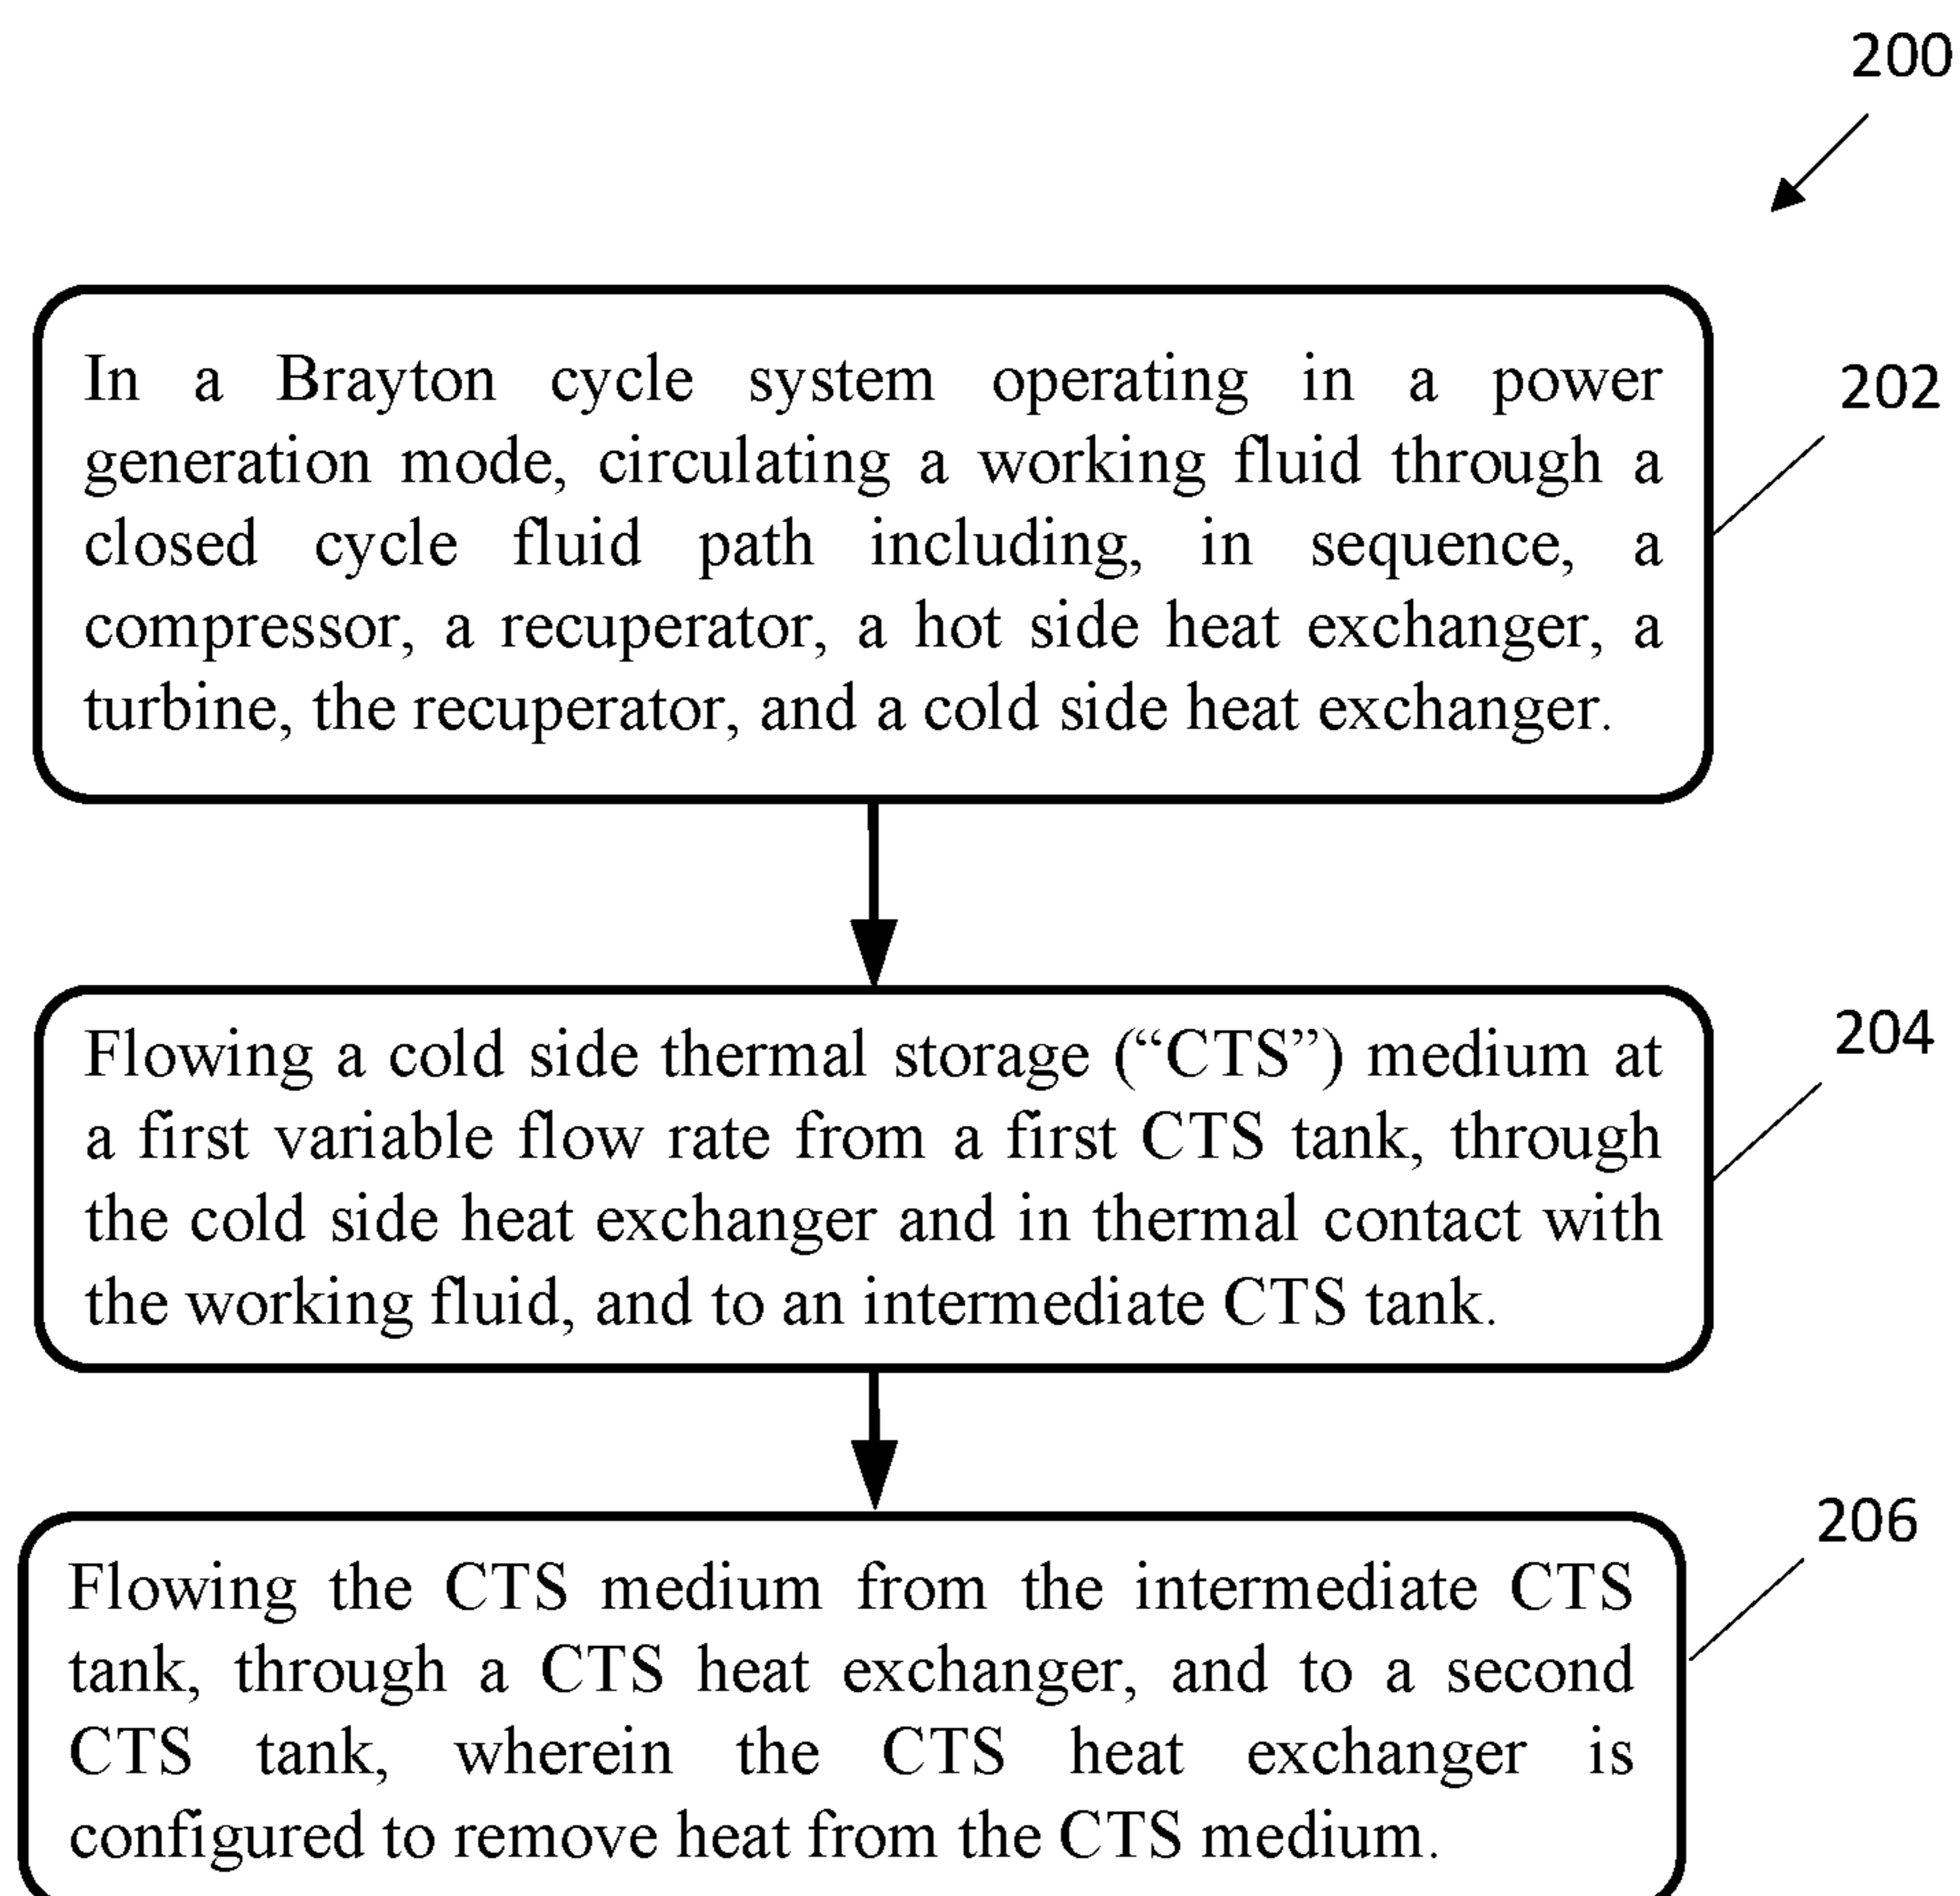 200
In a Brayton cycle system operating in a power
generation mode, circulating a working fluid through a
closed cycle fluid path including, in sequence, a
compressor, a recuperator, a hot side heat exchanger, a
turbine, the recuperator, and a cold side heat exchanger.
202
Flowing a cold side thermal storage (“CTS”) medium at
a first variable flow rate from a first CTS tank, through
the cold side heat exchanger and in thermal contact with
the working fluid, and to an intermediate CTS tank.
204
Flowing the CTS medium from the intermediate CTS
tank, through a CTS heat exchanger, and to a second
CTS tank, wherein the CTS heat exchanger is
configured to remove heat from the CTS medium.
206